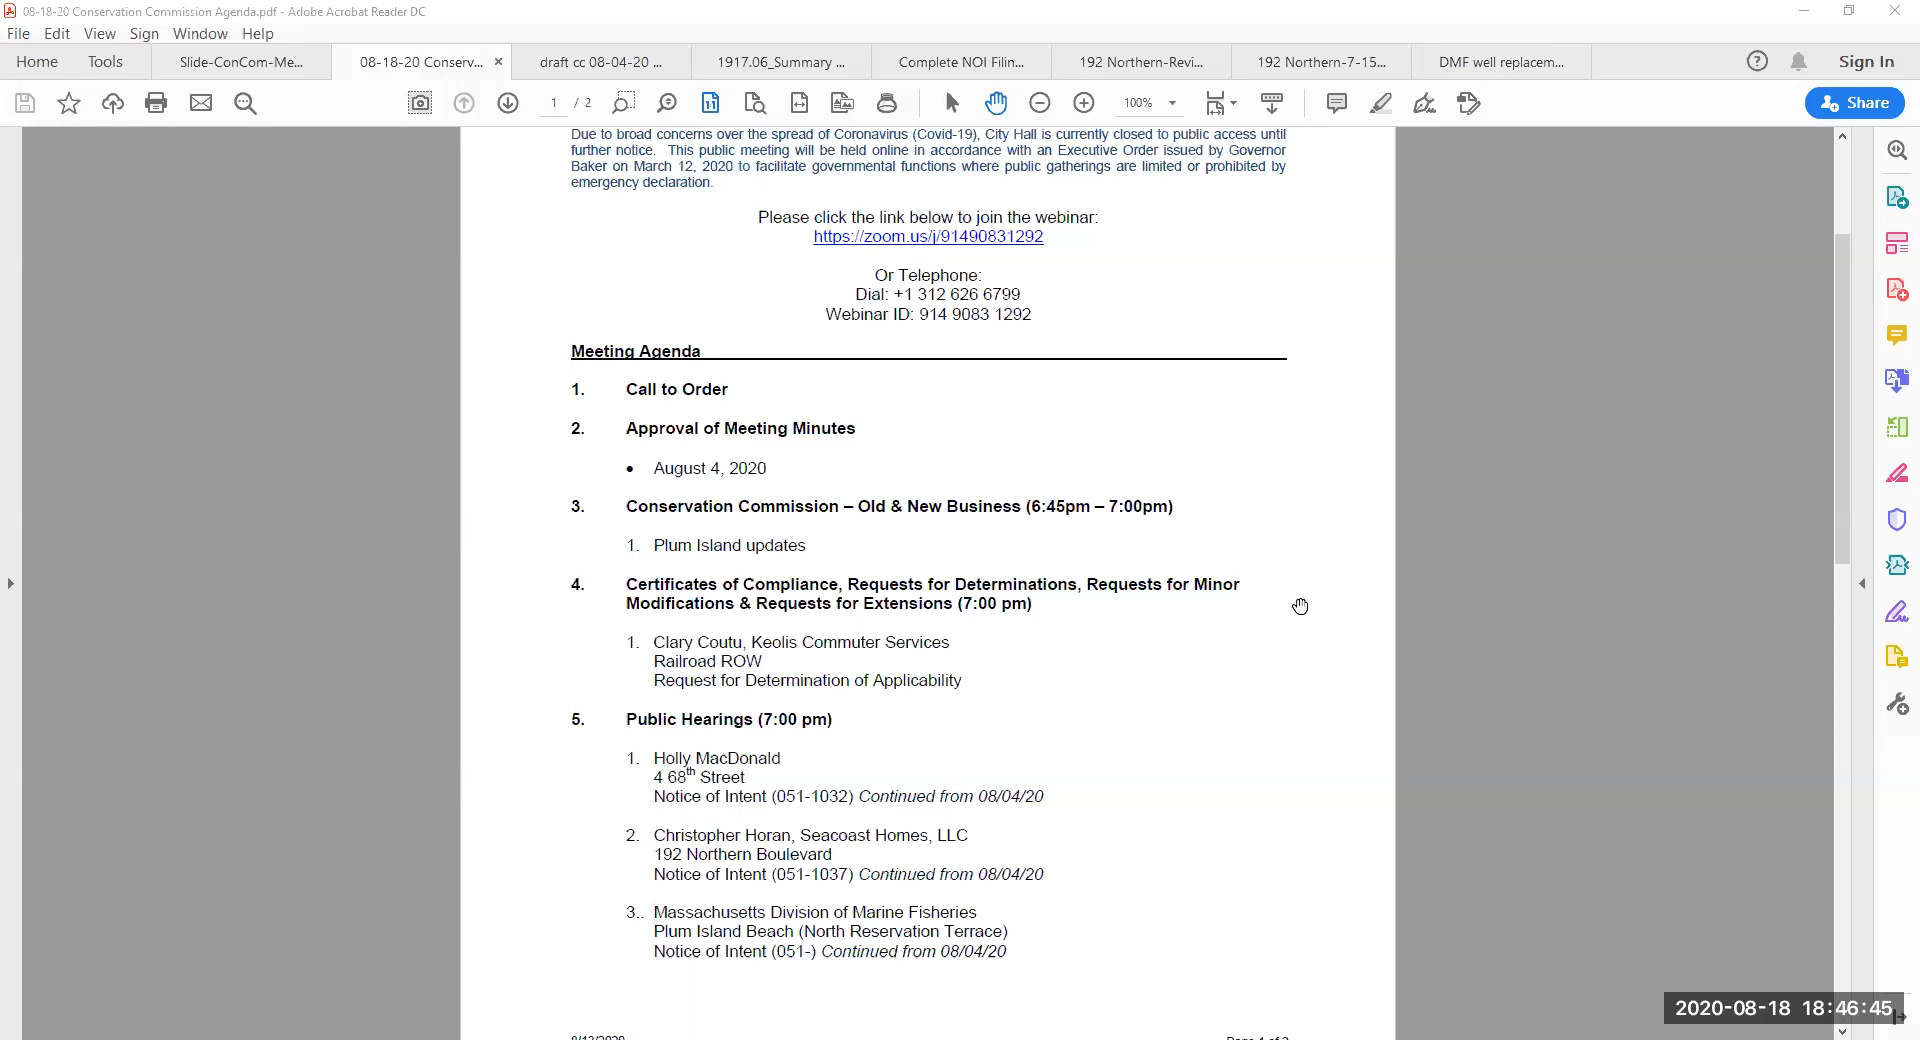 08-18-20 Conservation Commission Agenda.pdf - Adobe Acrobat Reader DC
File Edit View Sign Window Help
Home Tools Slide-ConCom-Me... 08-18-20 Conserv... × draft cc 08-04-20 ... 1917.06_Summary ... Complete NOI Filin... 192 Northern-Revi... 192 Northern-7-15... DMF well replacem... Sign In
1 / 2 100% Share
Due to broad concerns over the spread of Coronavirus (Covid-19), City Hall is currently closed to public access until
further notice. This public meeting will be held online in accordance with an Executive Order issued by Governor
Baker on March 12, 2020 to facilitate governmental functions where public gatherings are limited or prohibited by
emergency declaration.
Please click the link below to join the webinar:
https://zoom.us/j/91490831292
Or Telephone:
Dial: +1 312 626 6799
Webinar ID: 914 9083 1292
Meeting Agenda
1. Call to Order
2. Approval of Meeting Minutes
• August 4, 2020
3. Conservation Commission – Old & New Business (6:45pm – 7:00pm)
1. Plum Island updates
4. Certificates of Compliance, Requests for Determinations, Requests for Minor
Modifications & Requests for Extensions (7:00 pm)
1. Clary Coutu, Keolis Commuter Services
Railroad ROW
Request for Determination of Applicability
5. Public Hearings (7:00 pm)
1. Holly MacDonald
4 68th Street
Notice of Intent (051-1032) Continued from 08/04/20
2. Christopher Horan, Seacoast Homes, LLC
192 Northern Boulevard
Notice of Intent (051-1037) Continued from 08/04/20
3.. Massachusetts Division of Marine Fisheries
Plum Island Beach (North Reservation Terrace)
Notice of Intent (051-) Continued from 08/04/20
2020-08-18 18:46:45